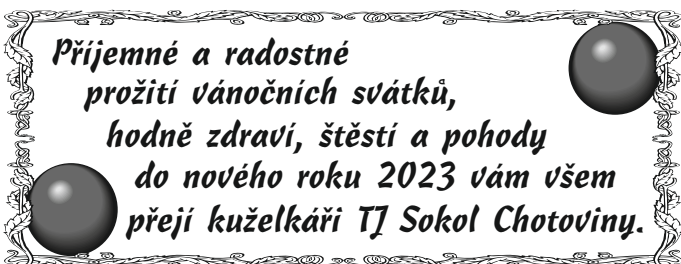 Příjemné a radostné
prožití vánočních svátků,
hodně zdraví, štěstí a pohody
do nového roku 2023 vám všem
přejí kuželkáři TJ Sokol Chotoviny.